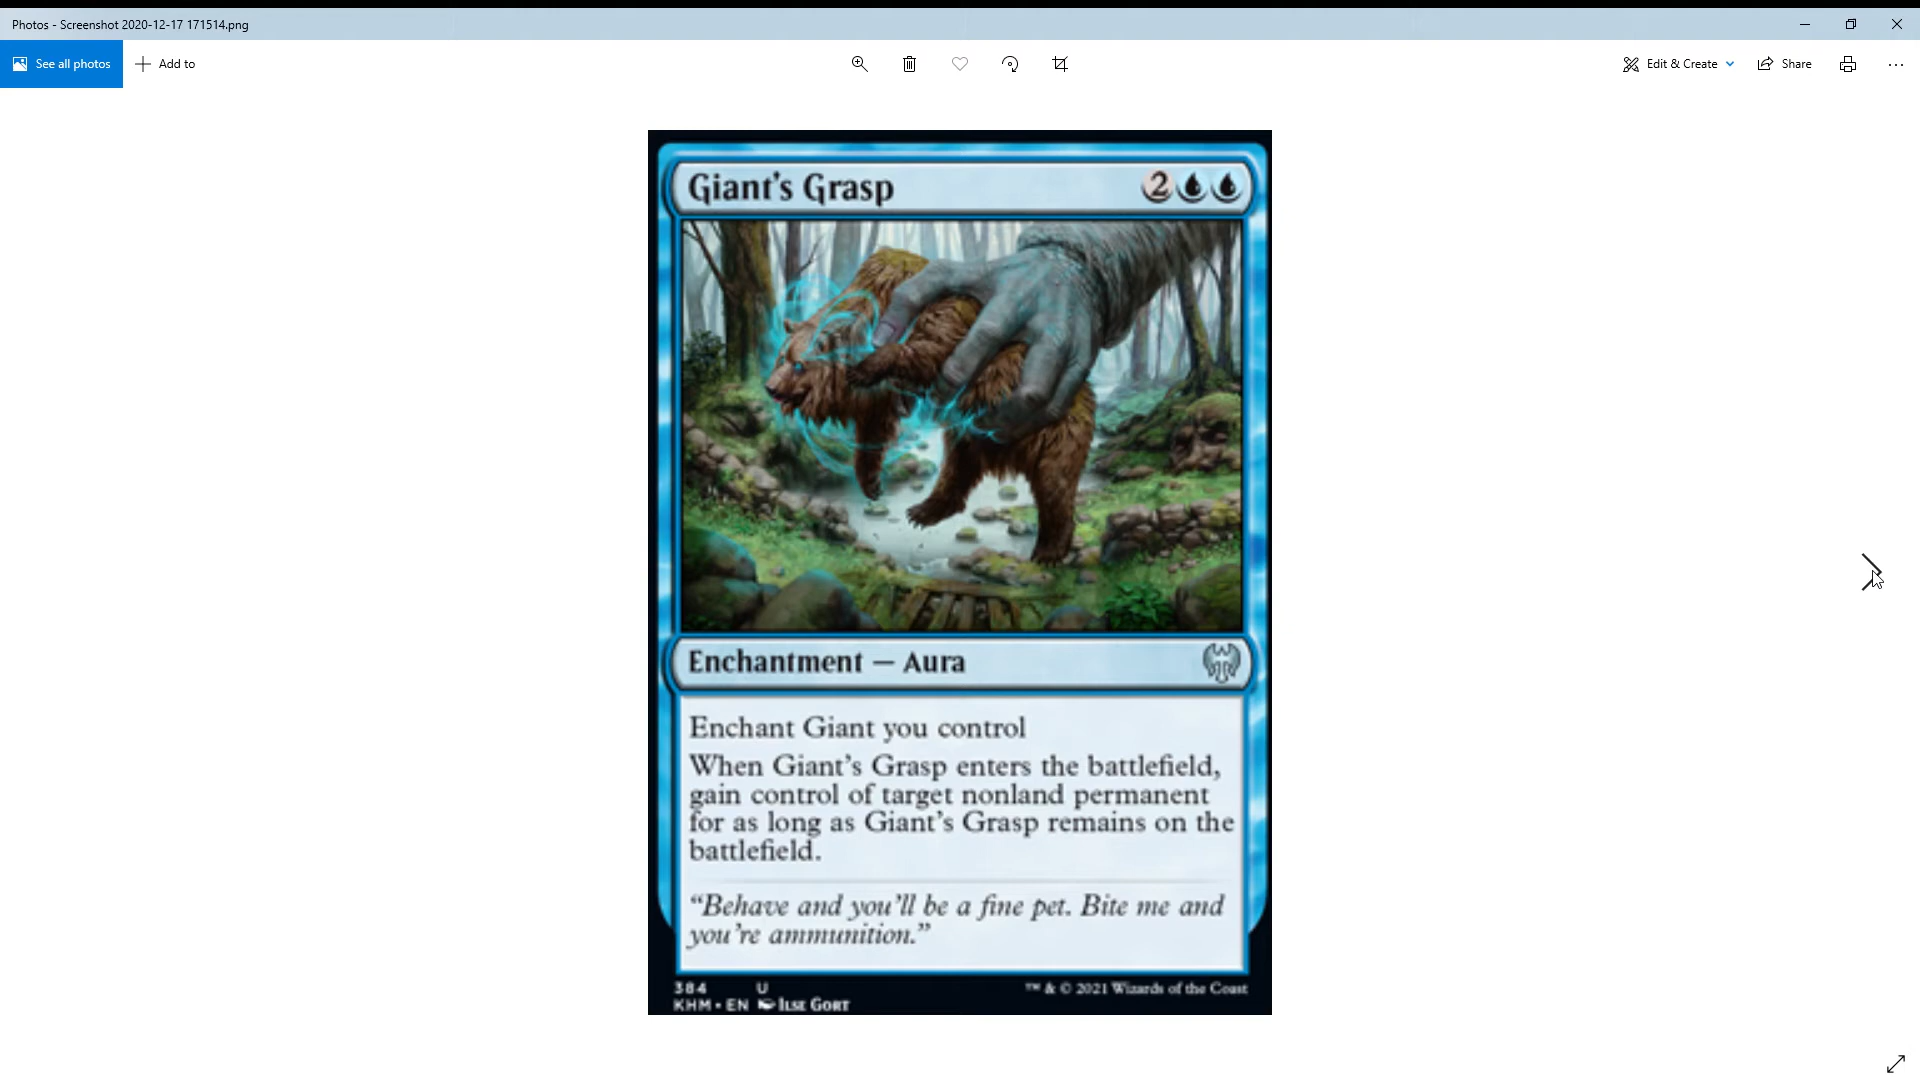 Photos - Screenshot 2020-12-17 171514.png
See all photos
Add to
Edit & Create
Share
Giant's Grasp
2
Enchantment — Aura
Enchant Giant you control
When Giant's Grasp enters the battlefield,
gain control of target nonland permanent
for as long as Giant's Grasp remains on the
battlefield.
“Behave and you'll be a fine pet. Bite me and
you're ammunition.”
384 U
™ & © 2021 Wizards of the Coast
KHM • EN ILSE GORT